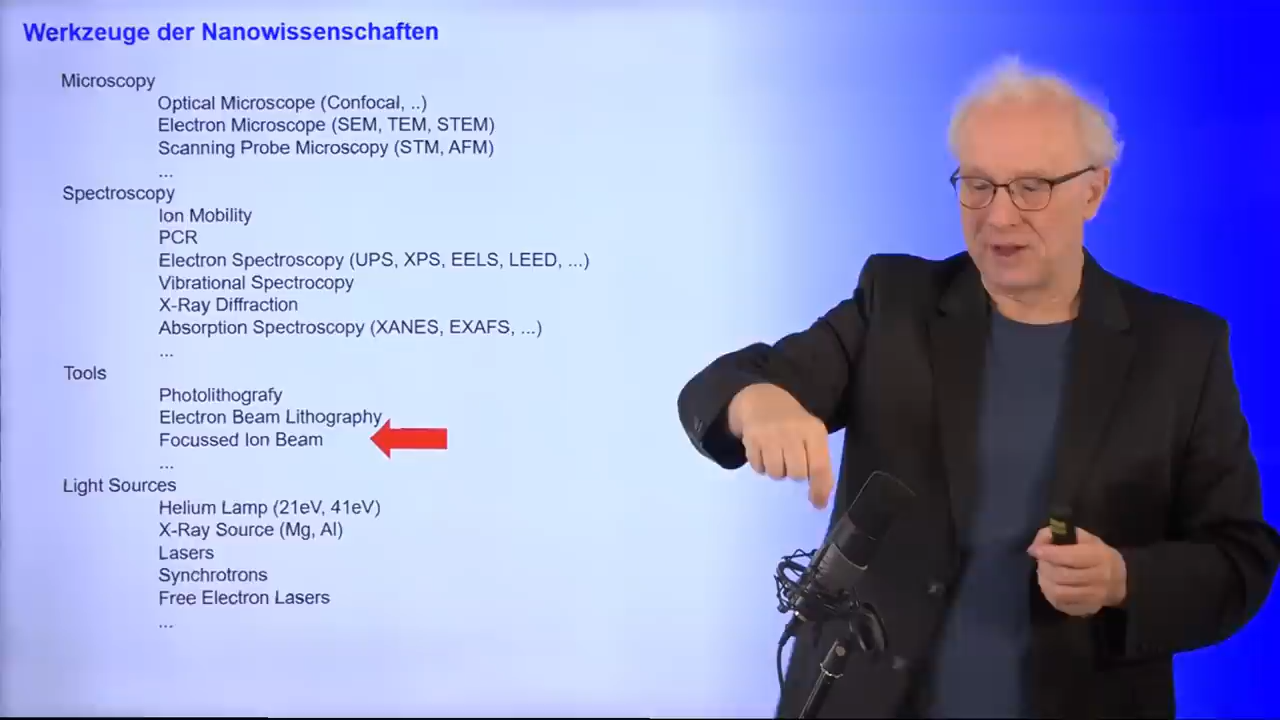 Werkzeuge der Nanowissenschaften
Microscopy
Optical Microscope (Confocal, ..)
Electron Microscope (SEM, TEM, STEM)
Scanning Probe Microscopy (STM, AFM)
...
Spectroscopy
Ion Mobility
PCR
Electron Spectroscopy (UPS, XPS, EELS, LEED, ...)
Vibrational Spectrocopy
X-Ray Diffraction
Absorption Spectroscopy (XANES, EXAFS, ...)
...
Tools
Photolithografy
Electron Beam Lithography
Focussed Ion Beam
...
Light Sources
Helium Lamp (21eV, 41eV)
X-Ray Source (Mg, Al)
Lasers
Synchrotrons
Free Electron Lasers
...